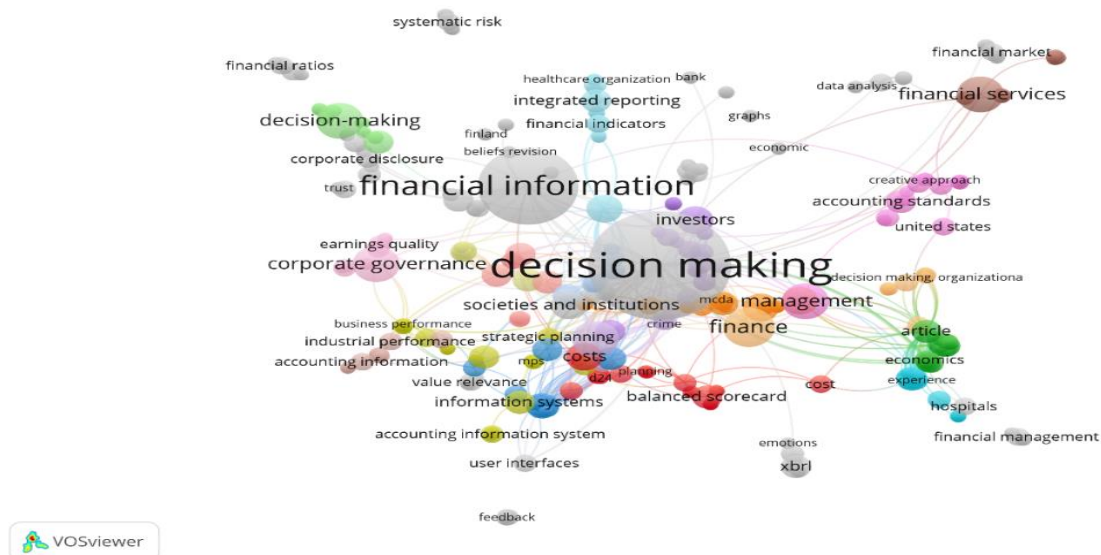 systematic risk
financial market
financial ratios
healthcare organization
bank
data analysis
financial services
integrated reporting
graphs
decision-making
financial indicators
finland
economic
beliefs revision
corporate disclosure
creative approach
trust
financial information
accounting standards
investors
united states
earnings quality
corporate governance
decision making
decision making, organizationa
societies and institutions
mcda
management
business performance
crime
finance
article
industrial performance
strategic planning
accounting information
mps
costs
economics
value relevance
d24
planning
cost
experience
information systems
balanced scorecard
hospitals
accounting information system
emotions
financial management
user interfaces
xbrl
feedback
VOSviewer